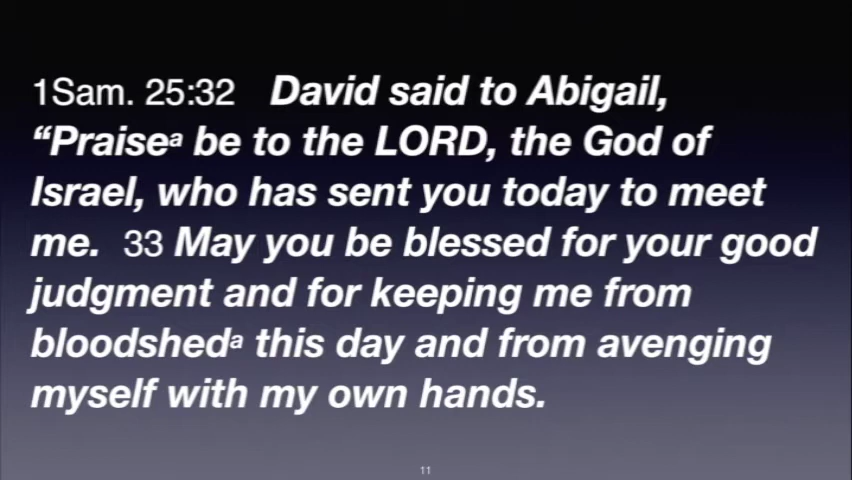 1Sam. 25:32 David said to Abigail,
“Praiseᵃ be to the LORD, the God of
Israel, who has sent you today to meet
me. 33 May you be blessed for your good
judgment and for keeping me from
bloodshedᵃ this day and from avenging
myself with my own hands.
11